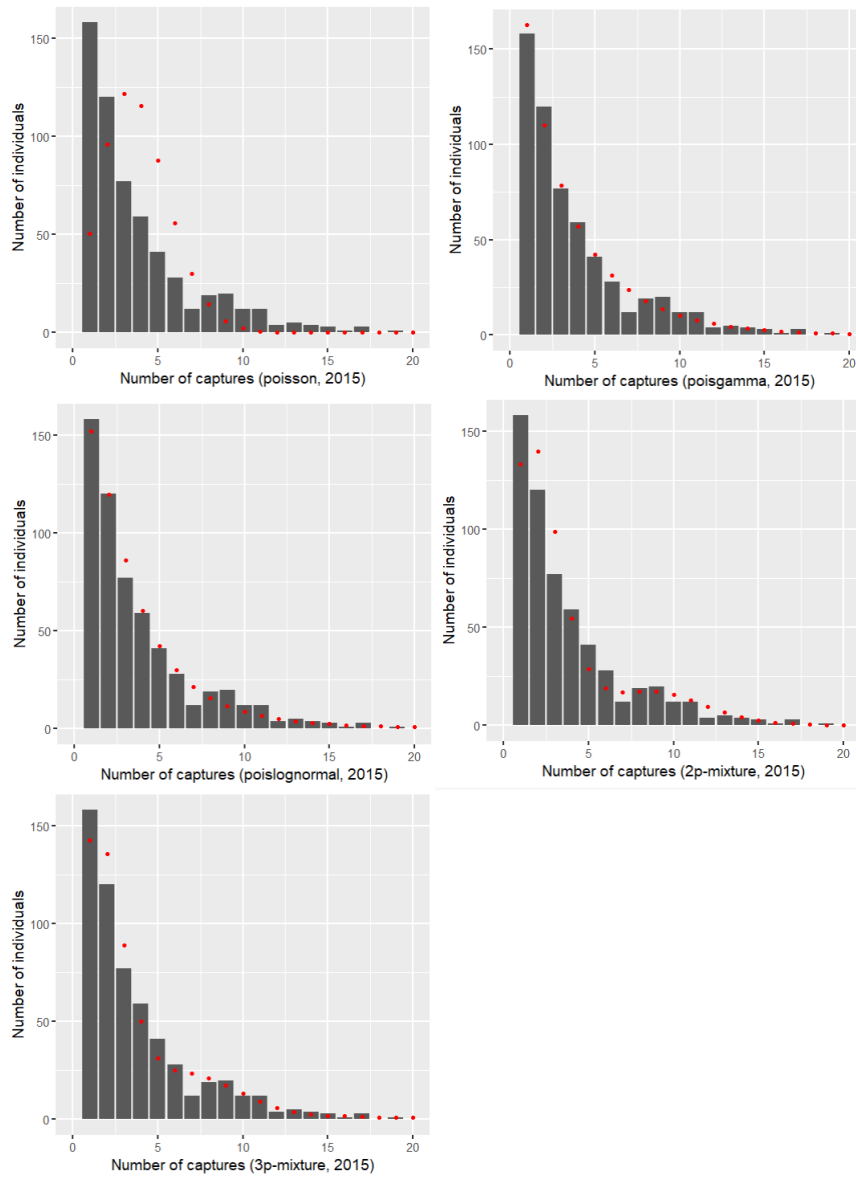 Number of individuals
150
100
50
0
0 5 10 15 20
Number of captures (poisson, 2015)
Number of individuals
150
100
50
0
0 5 10 15 20
Number of captures (poisgamma, 2015)
Number of individuals
150
100
50
0
0 5 10 15 20
Number of captures (poislognormal, 2015)
Number of individuals
150
100
50
0
0 5 10 15 20
Number of captures (2p-mixture, 2015)
Number of individuals
150
100
50
0
0 5 10 15 20
Number of captures (3p-mixture, 2015)